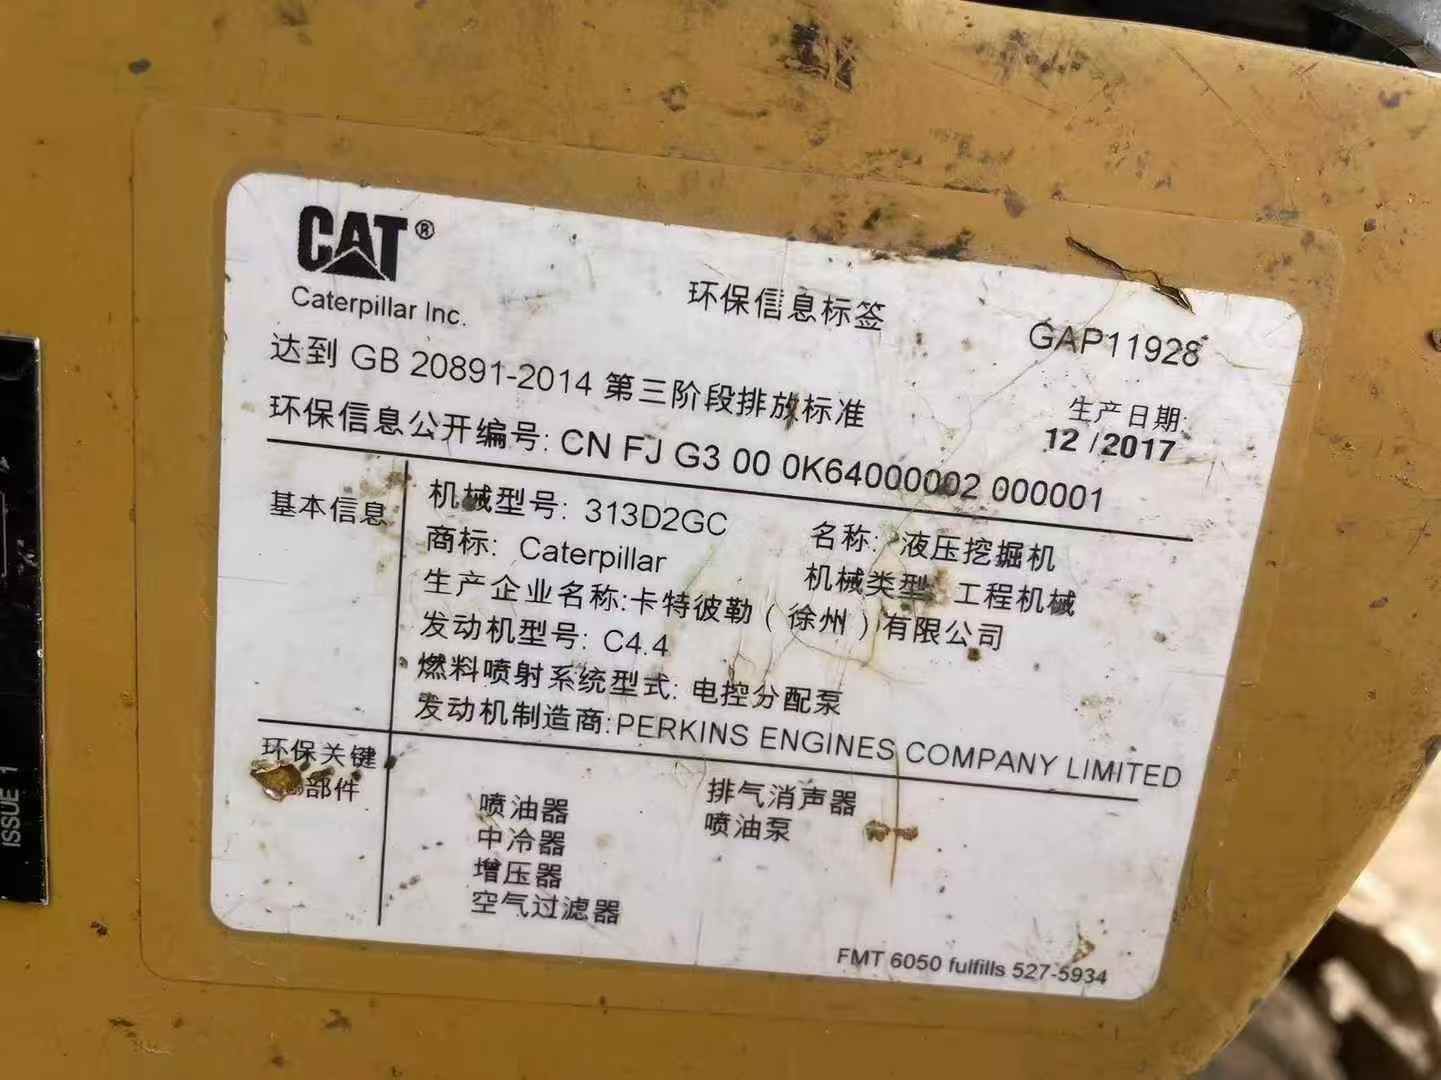 CAT®
Caterpillar Inc.
环保信息标签
GAP11928
达到 GB 20891-2014 第三阶段排放标准
生产日期:
12 /2017
环保信息公开编号: CN FJ G3 00 0K64000002 000001
基本信息
机械型号: 313D2GC 名称: 液压挖掘机
商标: Caterpillar 机械类型: 工程机械
生产企业名称:卡特彼勒（徐州）有限公司
发动机型号: C4.4
燃料喷射系统型式: 电控分配泵
发动机制造商:PERKINS ENGINES COMPANY LIMITED
环保关键
部件
喷油器 排气消声器
中冷器 喷油泵
增压器
空气过滤器
FMT 6050 fulfills 527-5934
ISSUE 1